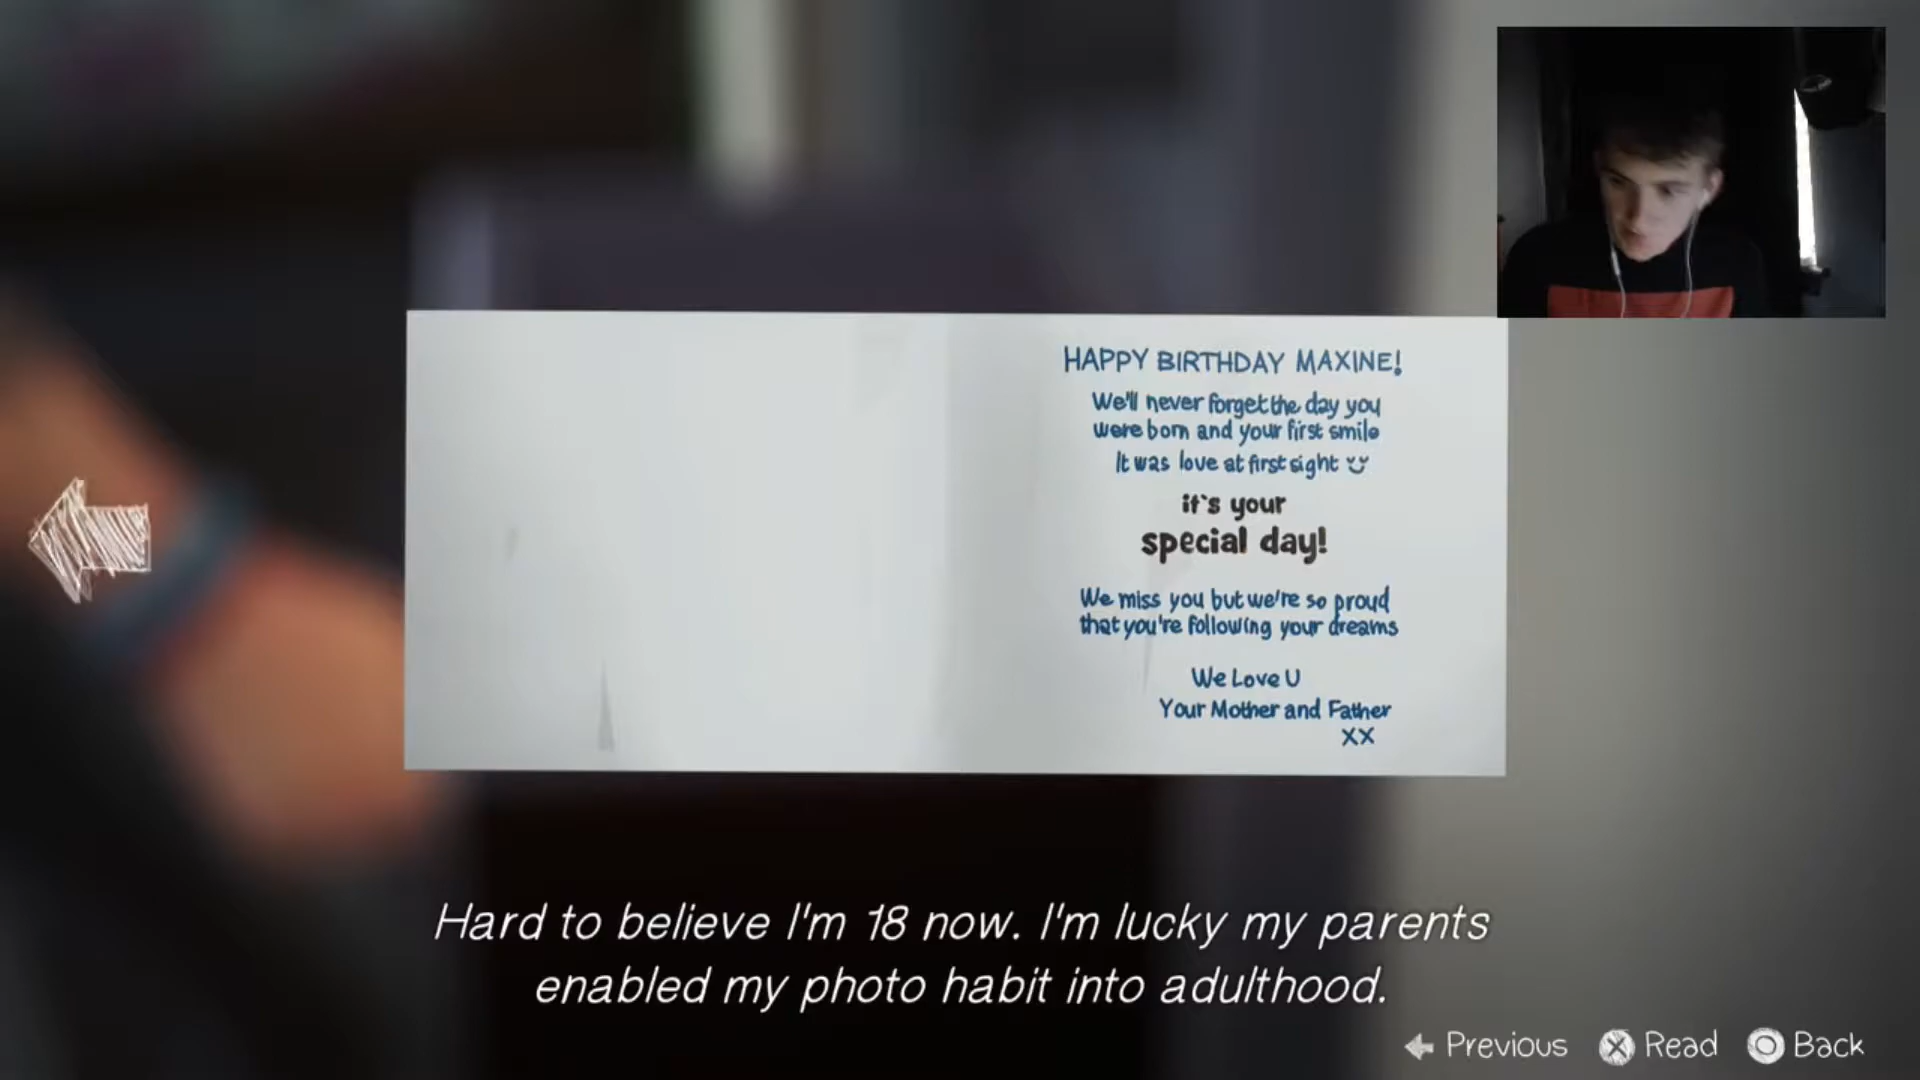 HAPPY BIRTHDAY MAXINE!
We'll never forget the day you
were born and your first smile
It was love at first sight
it's your
special day!
We miss you but we're so proud
that you're following your dreams
We Love U
Your Mother and Father
XX
Hard to believe I'm 18 now. I'm lucky my parents
enabled my photo habit into adulthood.
Previous Read Back